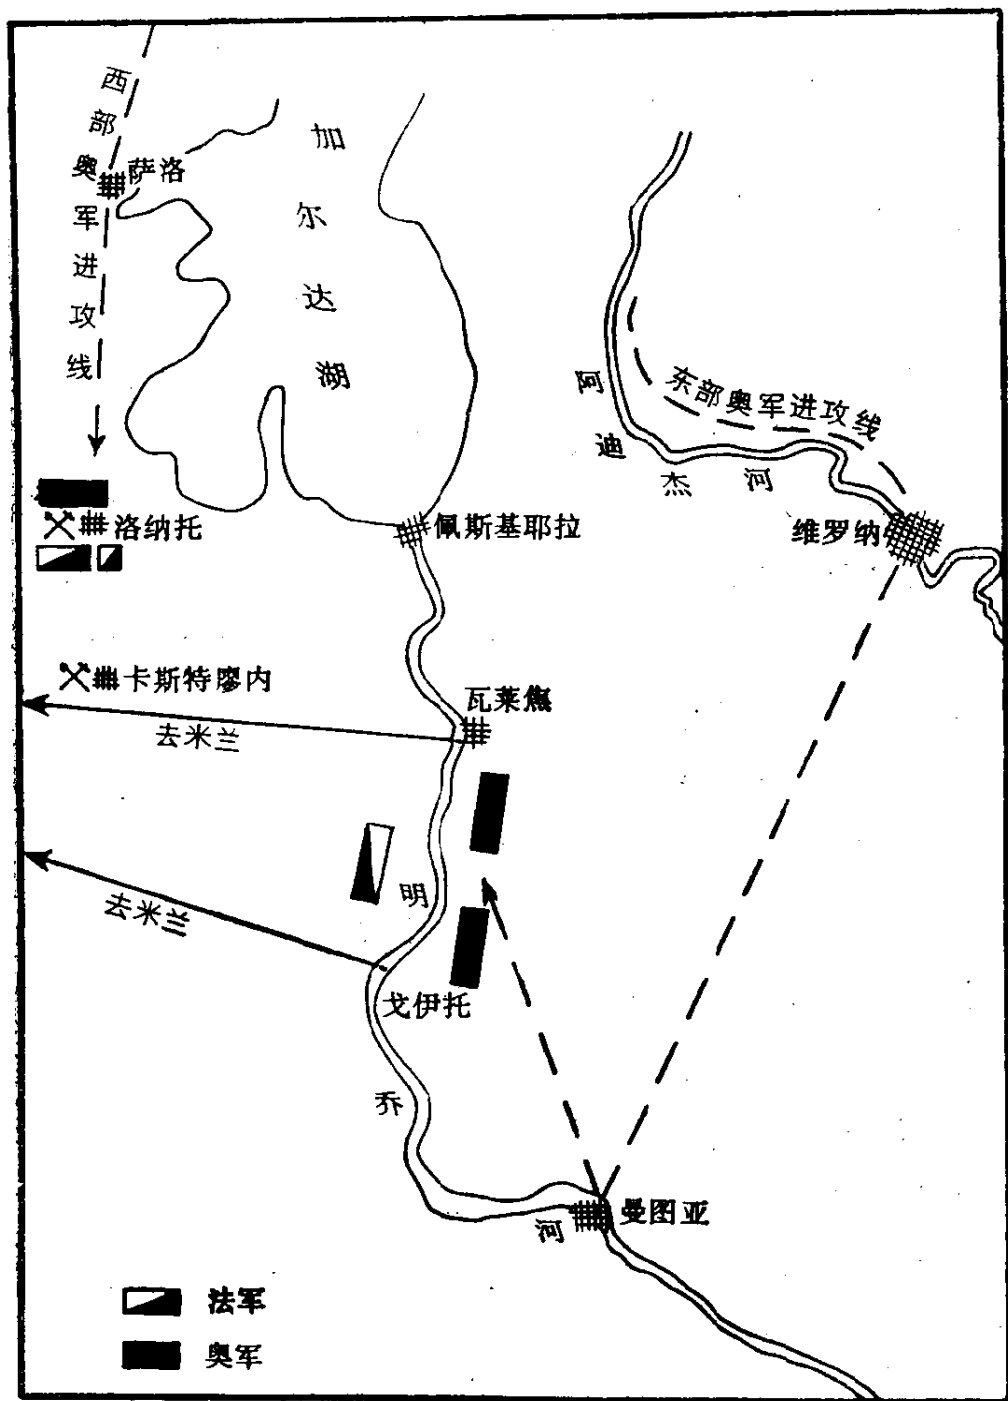 西部奥军进攻线
萨洛
加尔达湖
阿迪杰河
东部奥军进攻线
洛纳托
佩斯基耶拉
维罗纳
卡斯特廖内
瓦莱焦
去米兰
去米兰
戈伊托
明乔河
曼图亚
法军
奥军